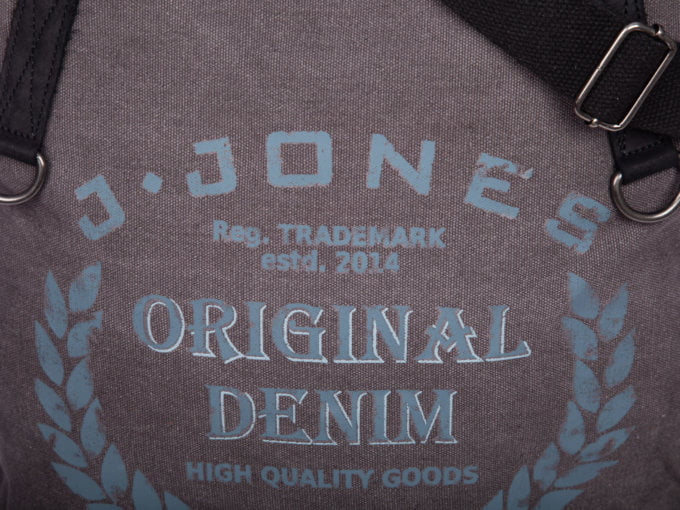 J·JONES
Reg. TRADEMARK
estd. 2014
ORIGINAL
DENIM
HIGH QUALITY GOODS